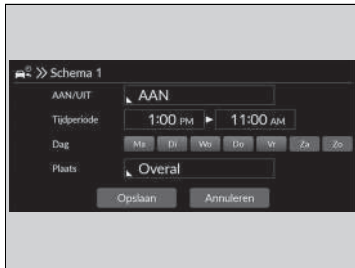 Schema 1
AAN/UIT AAN
Tijdperiode 1:00 PM ► 11:00 AM
Dag Ma Di Wo Do Vr Za Zo
Plaats Overal
Opslaan Annuleren